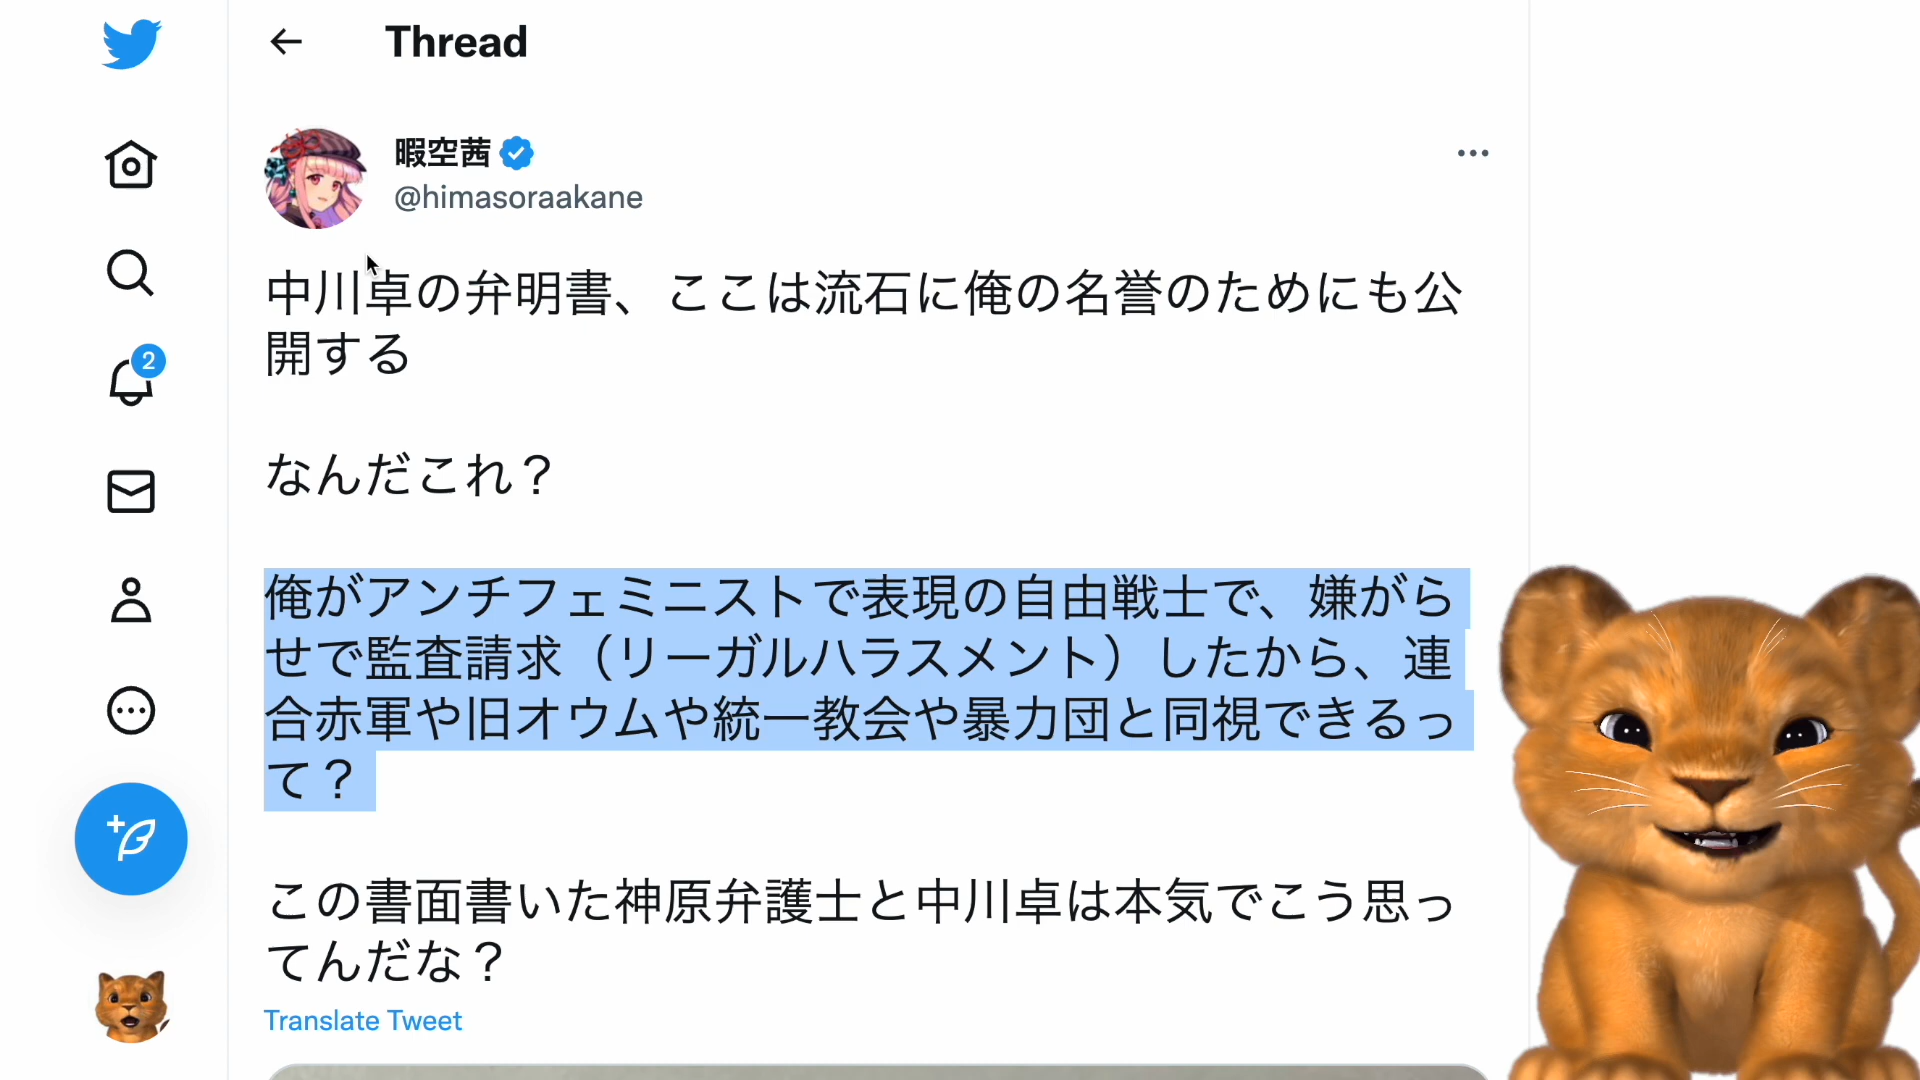 Thread
暇空茜
@himasoraakane
中川卓の弁明書、ここは流石に俺の名誉のためにも公
開する
なんだこれ？
俺がアンチフェミニストで表現の自由戦士で、嫌がら
せで監査請求（リーガルハラスメント）したから、連
合赤軍や旧オウムや統一教会や暴力団と同視できるっ
て？
この書面書いた神原弁護士と中川卓は本気でこう思っ
てんだな？
Translate Tweet
2